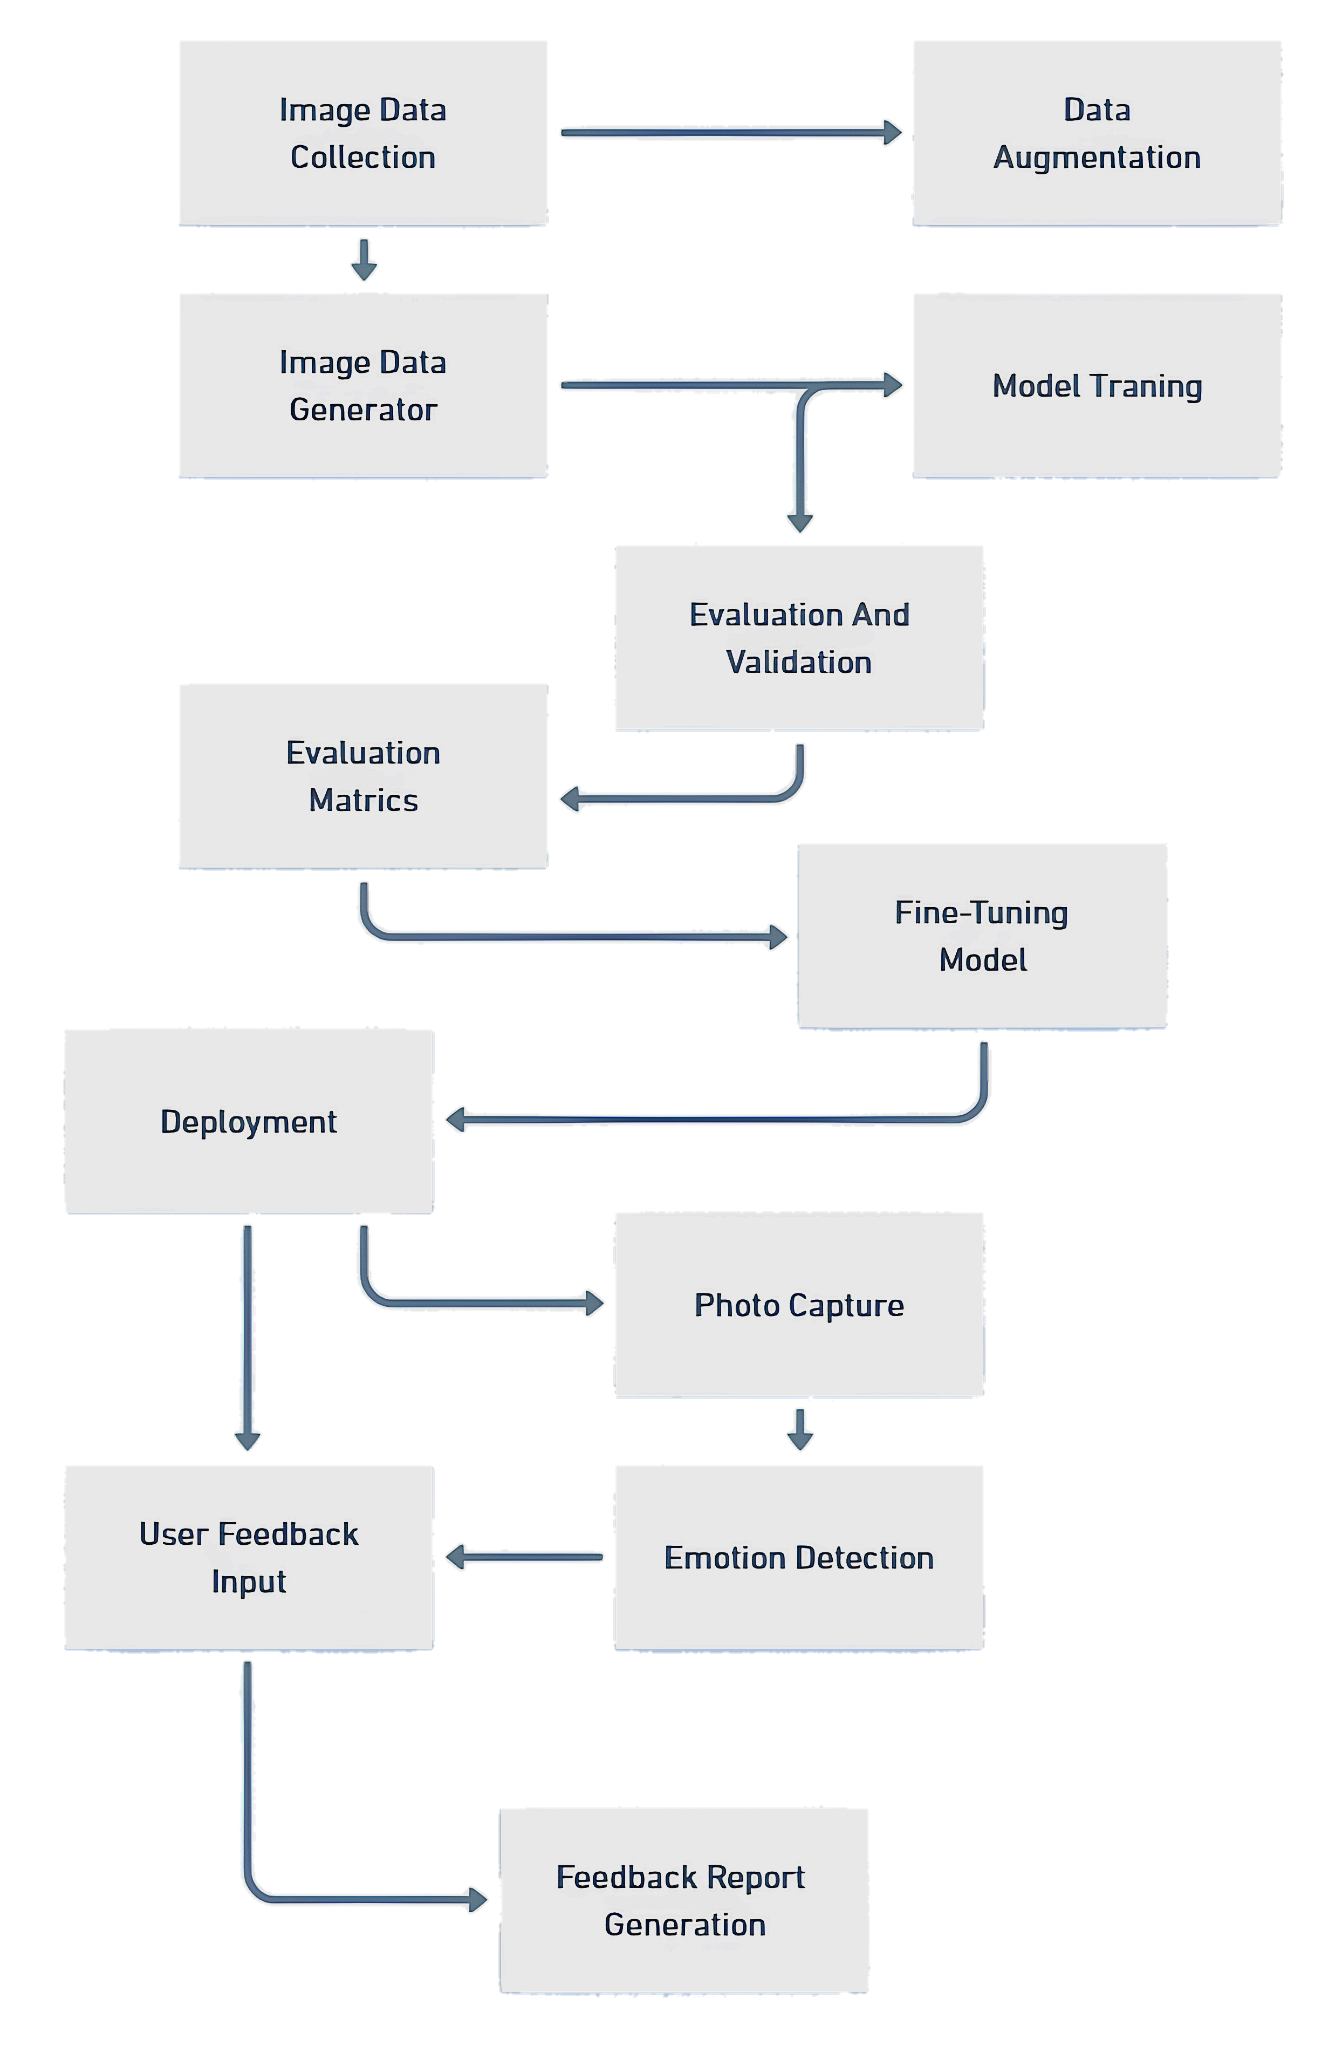 Image Data
Collection
Data
Augmentation
Image Data
Generator
Model Traning
Evaluation And
Validation
Evaluation
Matrics
Fine-Tuning
Model
Deployment
Photo Capture
User Feedback
Input
Emotion Detection
Feedback Report
Generation